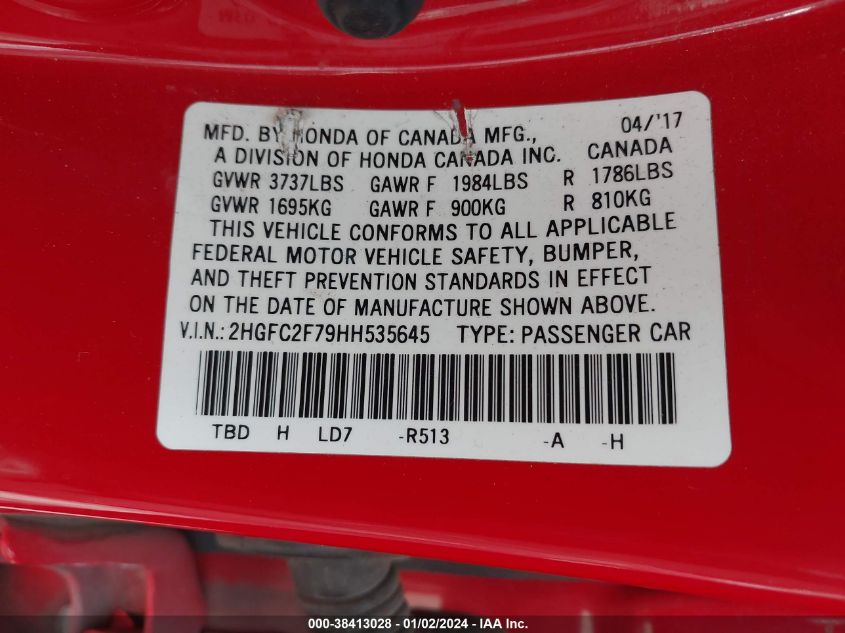 MFD. BY HONDA OF CANADA MFG., 04/'17
A DIVISION OF HONDA CANADA INC. CANADA
GVWR 3737LBS GAWR F 1984LBS R 1786LBS
GVWR 1695KG GAWR F 900KG R 810KG
THIS VEHICLE CONFORMS TO ALL APPLICABLE
FEDERAL MOTOR VEHICLE SAFETY, BUMPER,
AND THEFT PREVENTION STANDARDS IN EFFECT
ON THE DATE OF MANUFACTURE SHOWN ABOVE.
V.I.N.: 2HGFC2F79HH535645 TYPE: PASSENGER CAR
TBD H LD7 -R513 -A -H
000-38413028 - 01/02/2024 - IAA Inc.